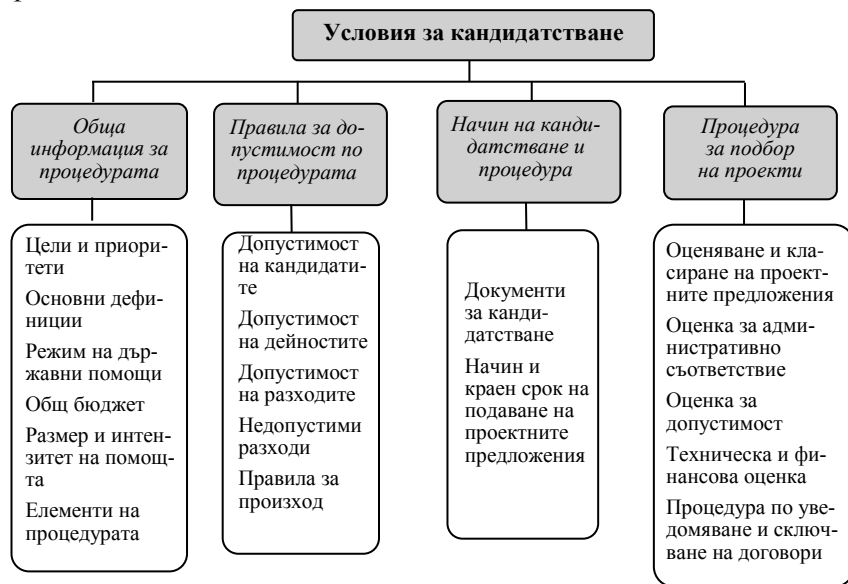 Условия за кандидатстване
Обща
информация за
процедурата
Правила за до-
пустимост по
процедурата
Начин на канди-
датстване и
процедура
Процедура
за подбор
на проекти
Цели и приори-
тети
Основни дефи-
ниции
Режим на дър-
жавни помощи
Общ бюджет
Размер и интен-
зитет на помощ-
та
Елементи на
процедурата
Допустимост
на кандидати-
те
Допустимост
на дейностите
Допустимост
на разходите
Недопустими
разходи
Правила за
произход
Документи
за канди-
датстване
Начин и
краен срок на
подаване на
проектните
предложения
Оценяване и кла-
сиране на проект-
ните предложения
Оценка за адми-
нистративно
съответствие
Оценка за
допустимост
Техническа и фи-
нансова оценка
Процедура по уве-
домяване и сключ-
ване на договори